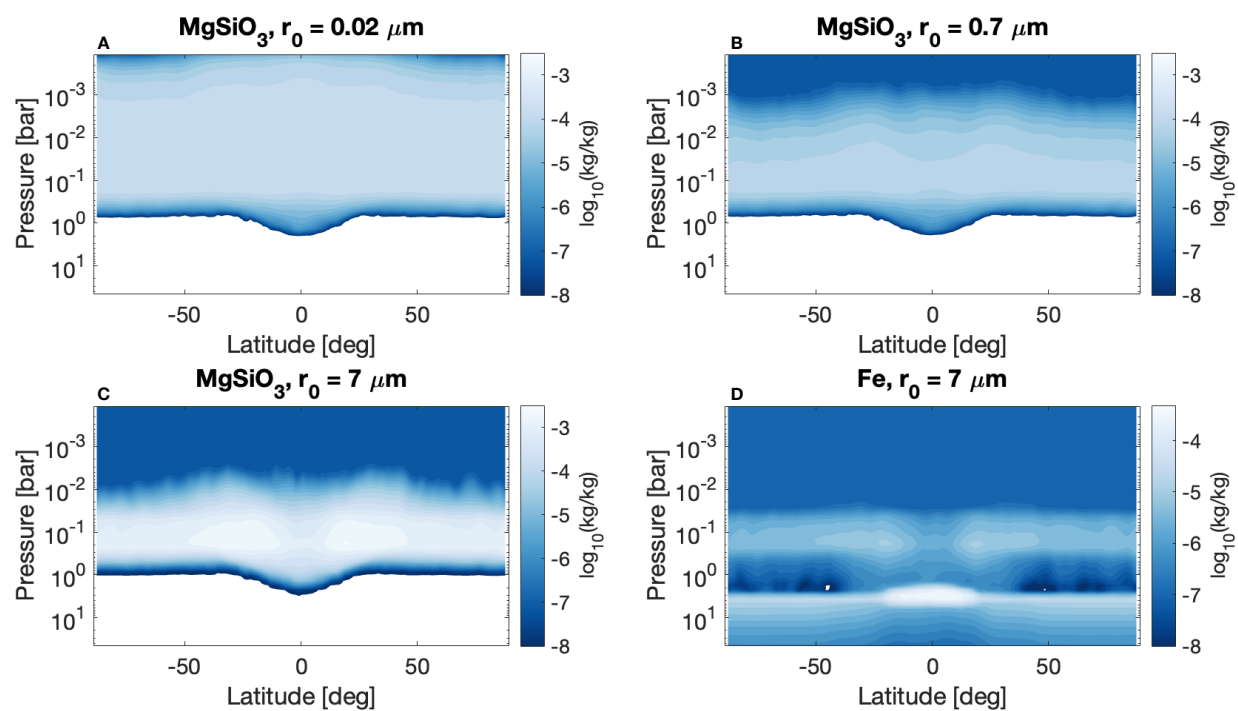 A
MgSiO₃, r₀ = 0.02 μm
Pressure [bar]
10⁻³
10⁻²
10⁻¹
10⁰
10¹
-50
0
50
Latitude [deg]
-3
-4
-5
-6
-7
-8
log₁₀(kg/kg)
B
MgSiO₃, r₀ = 0.7 μm
Pressure [bar]
10⁻³
10⁻²
10⁻¹
10⁰
10¹
-50
0
50
Latitude [deg]
-3
-4
-5
-6
-7
-8
log₁₀(kg/kg)
C
MgSiO₃, r₀ = 7 μm
Pressure [bar]
10⁻³
10⁻²
10⁻¹
10⁰
10¹
-50
0
50
Latitude [deg]
-3
-4
-5
-6
-7
-8
log₁₀(kg/kg)
D
Fe, r₀ = 7 μm
Pressure [bar]
10⁻³
10⁻²
10⁻¹
10⁰
10¹
-50
0
50
Latitude [deg]
-4
-5
-6
-7
-8
log₁₀(kg/kg)